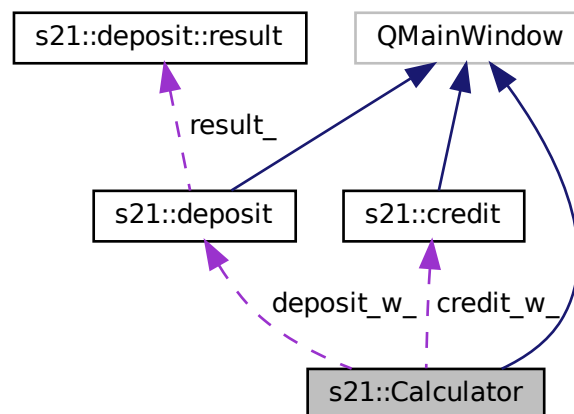 s21::deposit::result
QMainWindow
result_
s21::deposit
s21::credit
deposit_w_
credit_w_
s21::Calculator